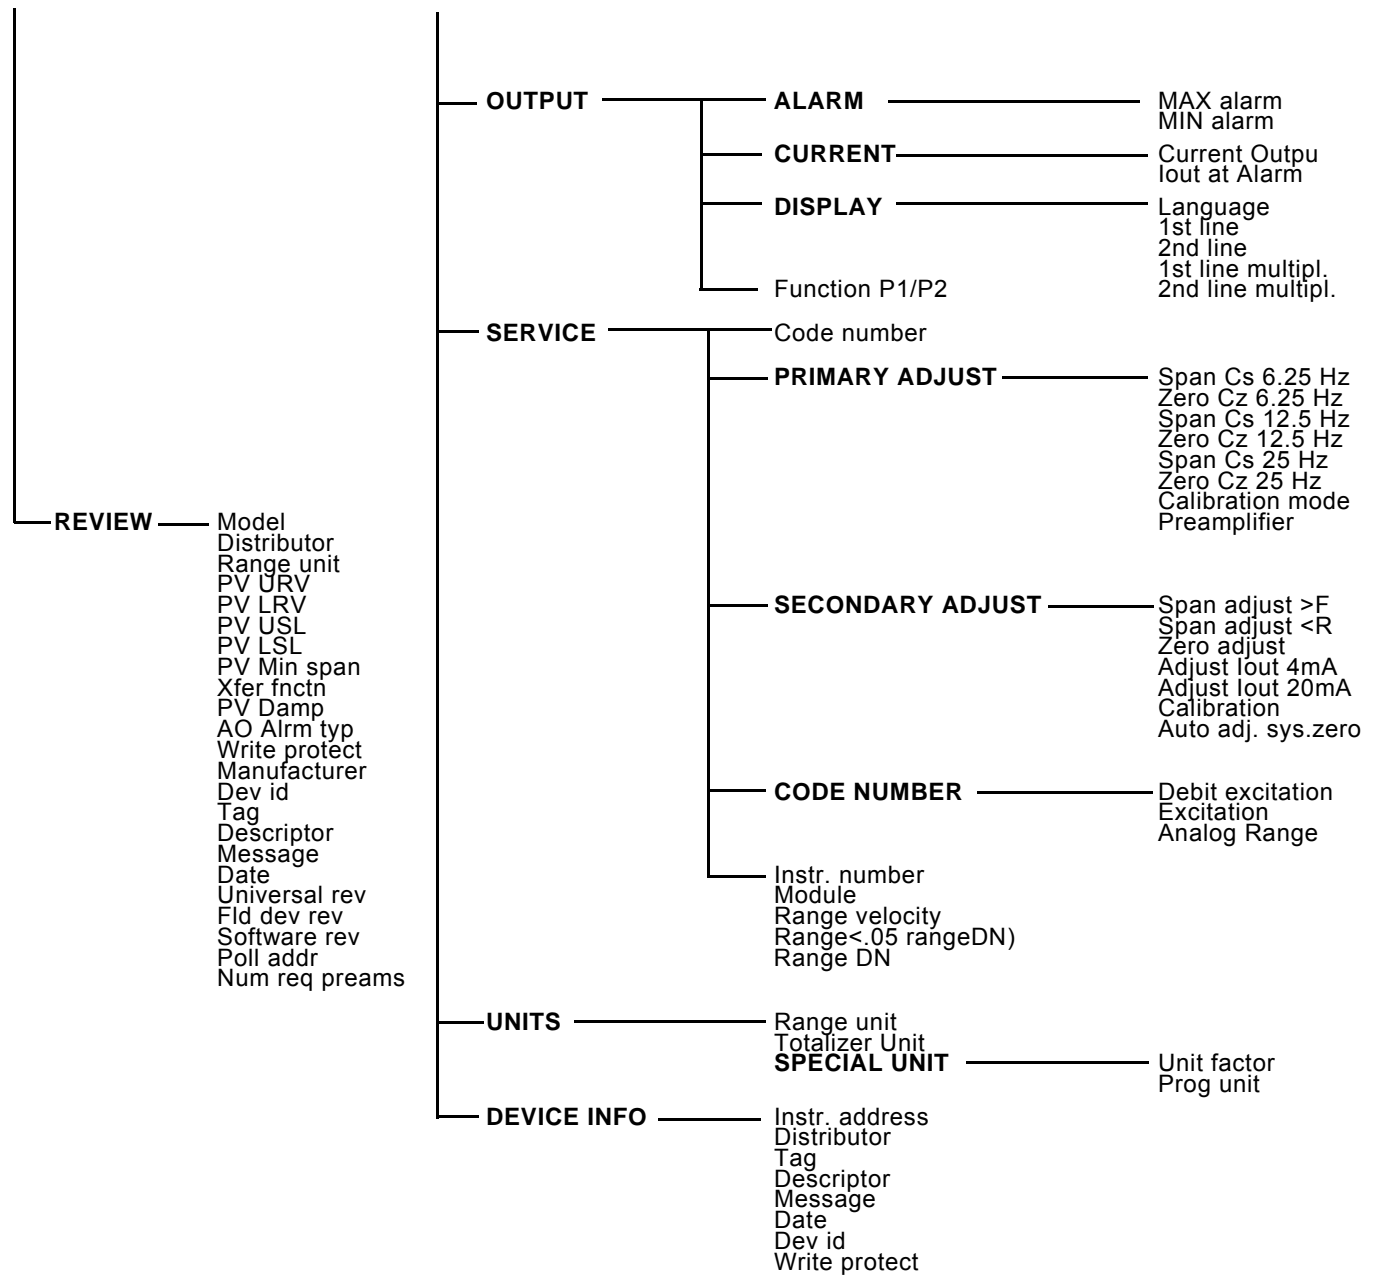 OUTPUT
ALARM
MAX alarm
MIN alarm
CURRENT
Current Outpu
Iout at Alarm
DISPLAY
Language
1st line
2nd line
1st line multipl.
2nd line multipl.
Function P1/P2
SERVICE
Code number
PRIMARY ADJUST
Span Cs 6.25 Hz
Zero Cz 6.25 Hz
Span Cs 12.5 Hz
Zero Cz 12.5 Hz
Span Cs 25 Hz
Zero Cz 25 Hz
Calibration mode
Preamplifier
SECONDARY ADJUST
Span adjust >F
Span adjust <R
Zero adjust
Adjust Iout 4mA
Adjust Iout 20mA
Calibration
Auto adj. sys.zero
CODE NUMBER
Debit excitation
Excitation
Analog Range
Instr. number
Module
Range velocity
Range<.05 rangeDN)
Range DN
UNITS
Range unit
Totalizer Unit
SPECIAL UNIT
Unit factor
Prog unit
DEVICE INFO
Instr. address
Distributor
Tag
Descriptor
Message
Date
Dev id
Write protect
REVIEW
Model
Distributor
Range unit
PV URV
PV LRV
PV USL
PV LSL
PV Min span
Xfer fnctn
PV Damp
AO Alrm typ
Write protect
Manufacturer
Dev id
Tag
Descriptor
Message
Date
Universal rev
Fld dev rev
Software rev
Poll addr
Num req preams